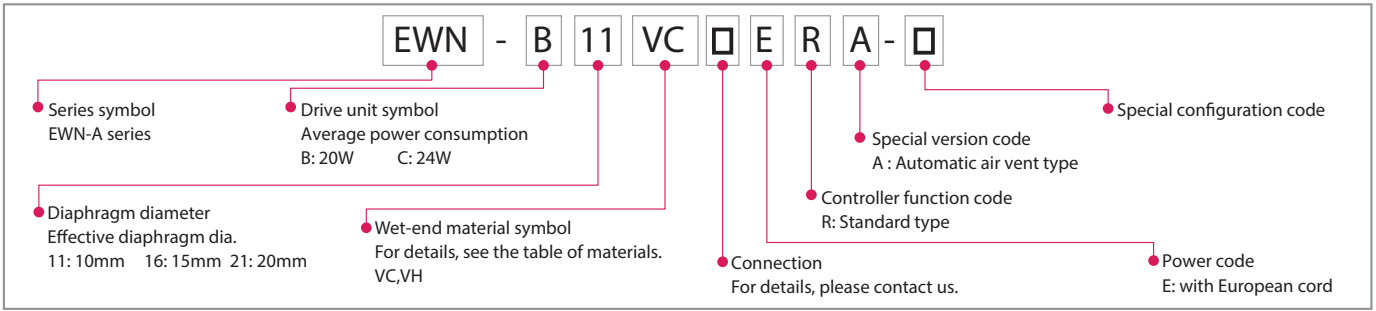 EWN - B 11 VC □ E R A - □
Series symbol
EWN-A series
Drive unit symbol
Average power consumption
B: 20W C: 24W
Special configuration code
Special version code
A : Automatic air vent type
Controller function code
R: Standard type
Diaphragm diameter
Effective diaphragm dia.
11: 10mm 16: 15mm 21: 20mm
Wet-end material symbol
For details, see the table of materials.
VC,VH
Connection
For details, please contact us.
Power code
E: with European cord